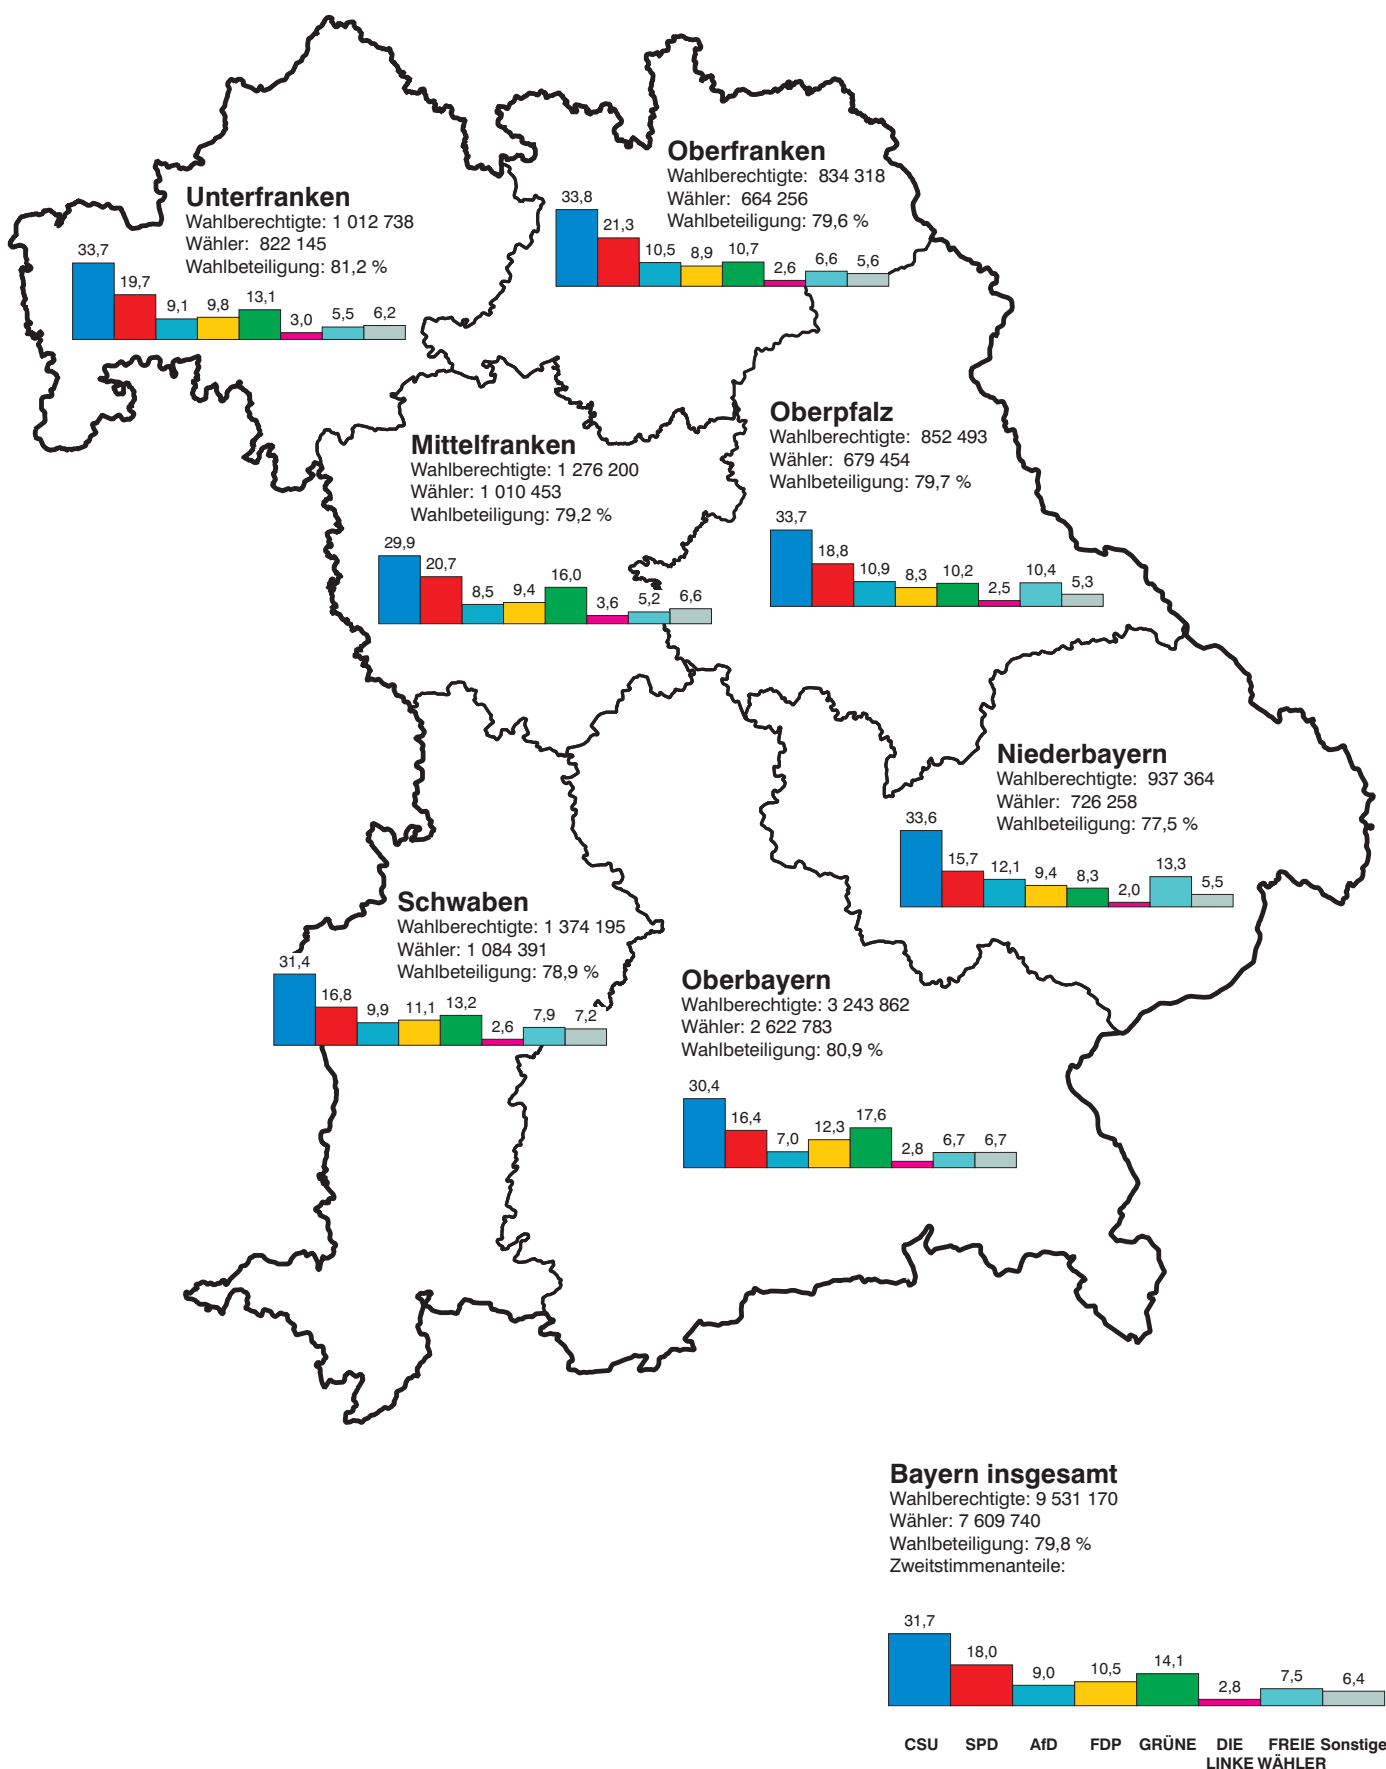 Oberfranken
Wahlberechtigte: 834 318
Wähler: 664 256
Wahlbeteiligung: 79,6 %
33,8
21,3
10,5
8,9
10,7
2,6
6,6
5,6
Unterfranken
Wahlberechtigte: 1 012 738
Wähler: 822 145
Wahlbeteiligung: 81,2 %
33,7
19,7
9,1
9,8
13,1
3,0
5,5
6,2
Oberpfalz
Wahlberechtigte: 852 493
Wähler: 679 454
Wahlbeteiligung: 79,7 %
33,7
18,8
10,9
8,3
10,2
2,5
10,4
5,3
Mittelfranken
Wahlberechtigte: 1 276 200
Wähler: 1 010 453
Wahlbeteiligung: 79,2 %
29,9
20,7
8,5
9,4
16,0
3,6
5,2
6,6
Niederbayern
Wahlberechtigte: 937 364
Wähler: 726 258
Wahlbeteiligung: 77,5 %
33,6
15,7
12,1
9,4
8,3
2,0
13,3
5,5
Schwaben
Wahlberechtigte: 1 374 195
Wähler: 1 084 391
Wahlbeteiligung: 78,9 %
31,4
16,8
9,9
11,1
13,2
2,6
7,9
7,2
Oberbayern
Wahlberechtigte: 3 243 862
Wähler: 2 622 783
Wahlbeteiligung: 80,9 %
30,4
16,4
7,0
12,3
17,6
2,8
6,7
6,7
Bayern insgesamt
Wahlberechtigte: 9 531 170
Wähler: 7 609 740
Wahlbeteiligung: 79,8 %
Zweitstimmenanteile:
31,7
18,0
9,0
10,5
14,1
2,8
7,5
6,4
CSU SPD AfD FDP GRÜNE DIE FREIE Sonstige
LINKE WÄHLER